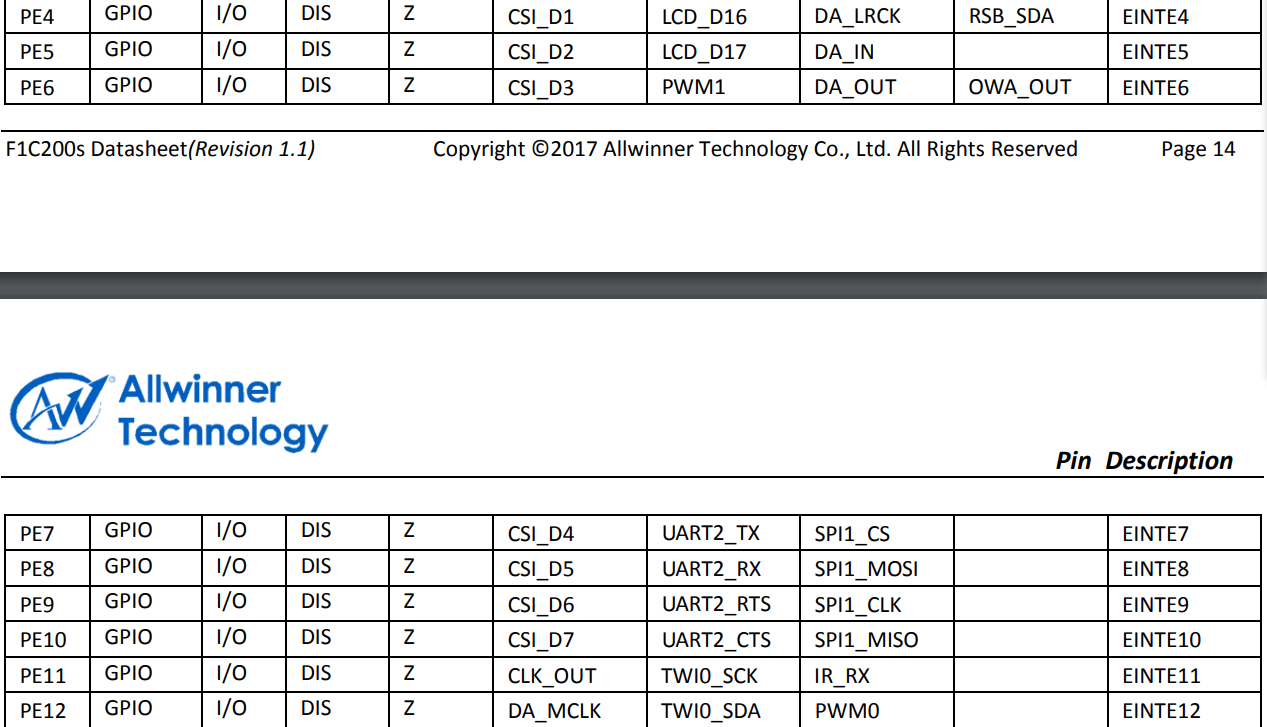 PE4 GPIO I/O DIS Z CSI_D1 LCD_D16 DA_LRCK RSB_SDA EINTE4
PE5 GPIO I/O DIS Z CSI_D2 LCD_D17 DA_IN EINTE5
PE6 GPIO I/O DIS Z CSI_D3 PWM1 DA_OUT OWA_OUT EINTE6
F1C200s Datasheet(Revision 1.1) Copyright ©2017 Allwinner Technology Co., Ltd. All Rights Reserved Page 14
Allwinner
Technology
Pin Description
PE7 GPIO I/O DIS Z CSI_D4 UART2_TX SPI1_CS EINTE7
PE8 GPIO I/O DIS Z CSI_D5 UART2_RX SPI1_MOSI EINTE8
PE9 GPIO I/O DIS Z CSI_D6 UART2_RTS SPI1_CLK EINTE9
PE10 GPIO I/O DIS Z CSI_D7 UART2_CTS SPI1_MISO EINTE10
PE11 GPIO I/O DIS Z CLK_OUT TWI0_SCK IR_RX EINTE11
PE12 GPIO I/O DIS Z DA_MCLK TWI0_SDA PWM0 EINTE12